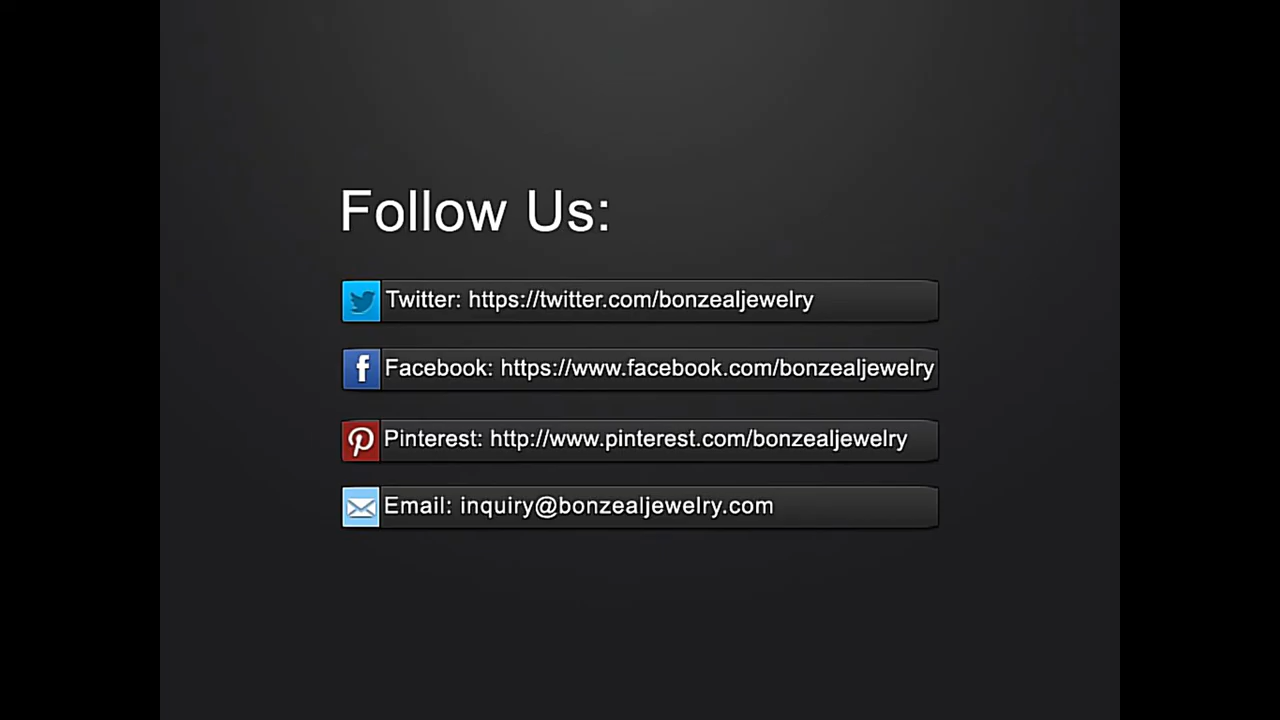 Follow Us:
Twitter: https://twitter.com/bonzealjewelry
Facebook: https://www.facebook.com/bonzealjewelry
Pinterest: http://www.pinterest.com/bonzealjewelry
Email: inquiry@bonzealjewelry.com